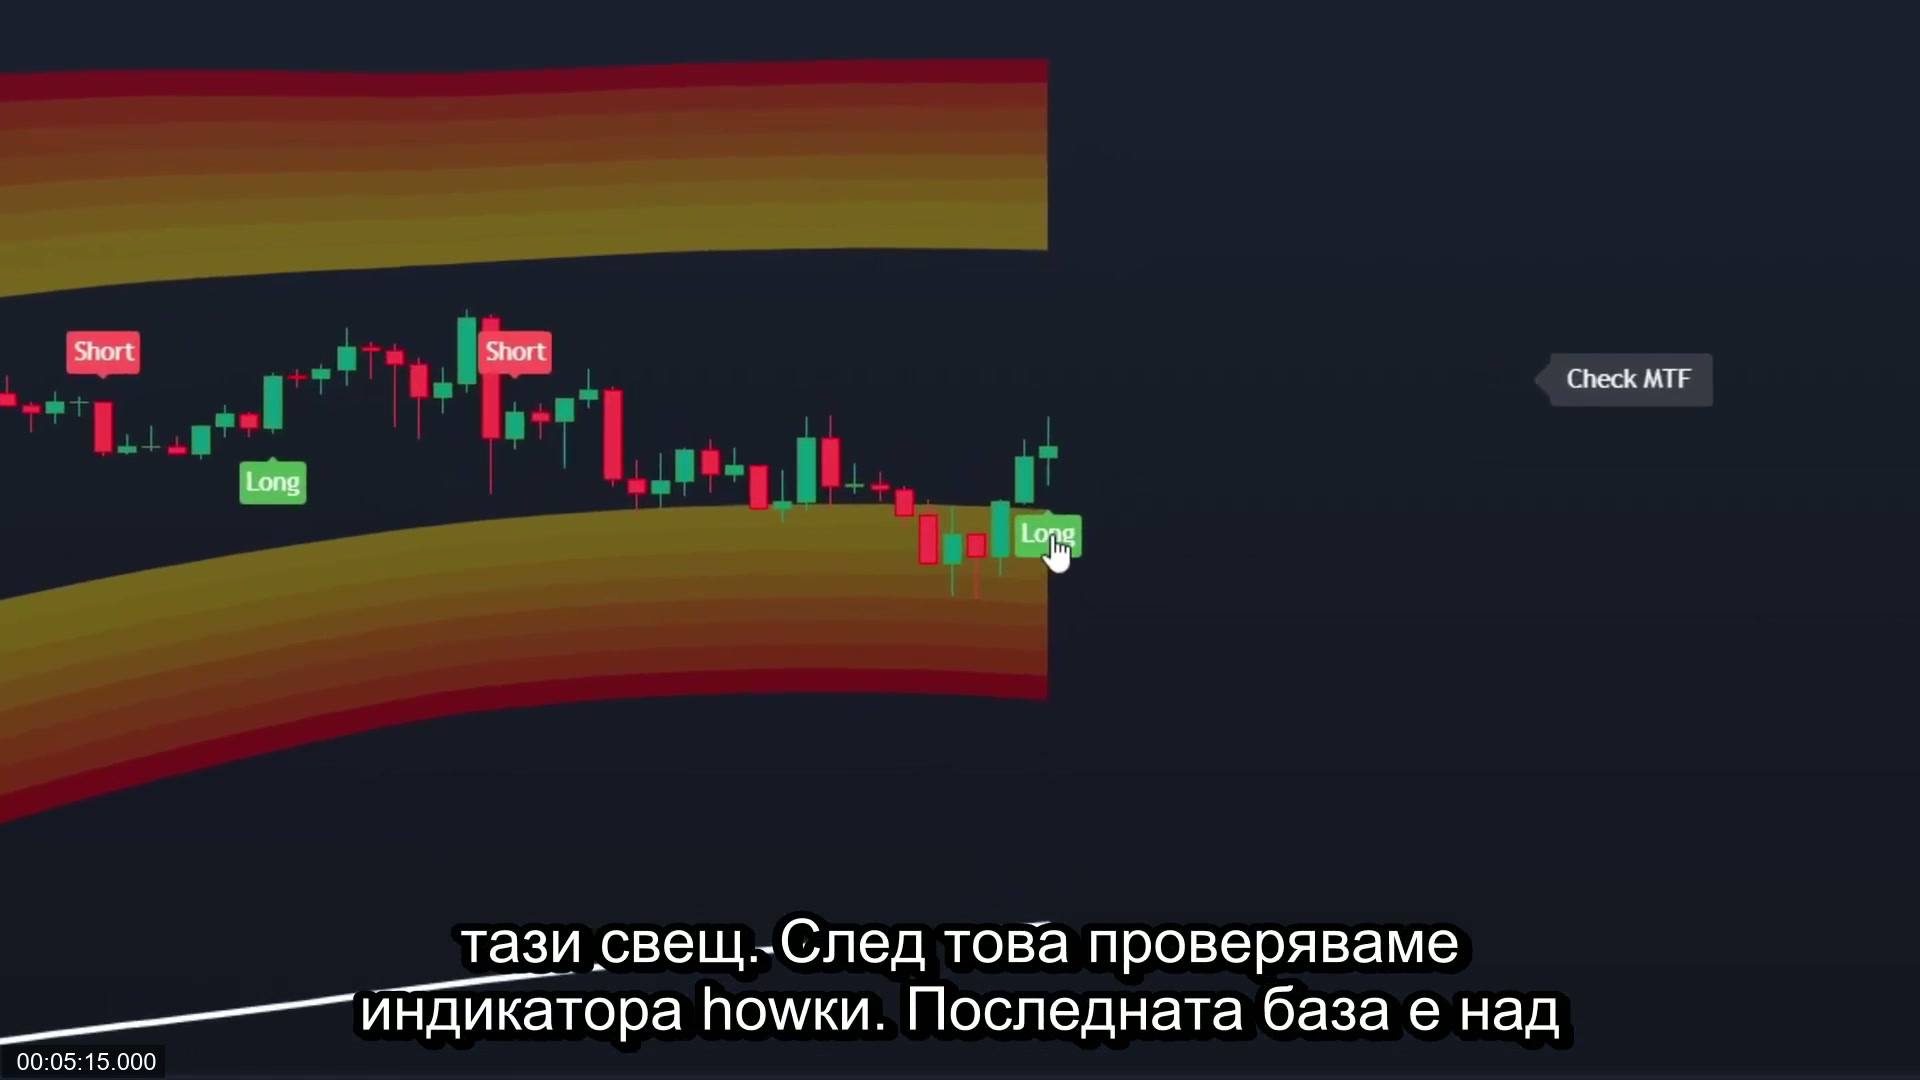 Short
Short
Check MTF
Long
Long
тази свещ. След това проверяваме
индикатора howки. Последната база е над
00:05:15.000